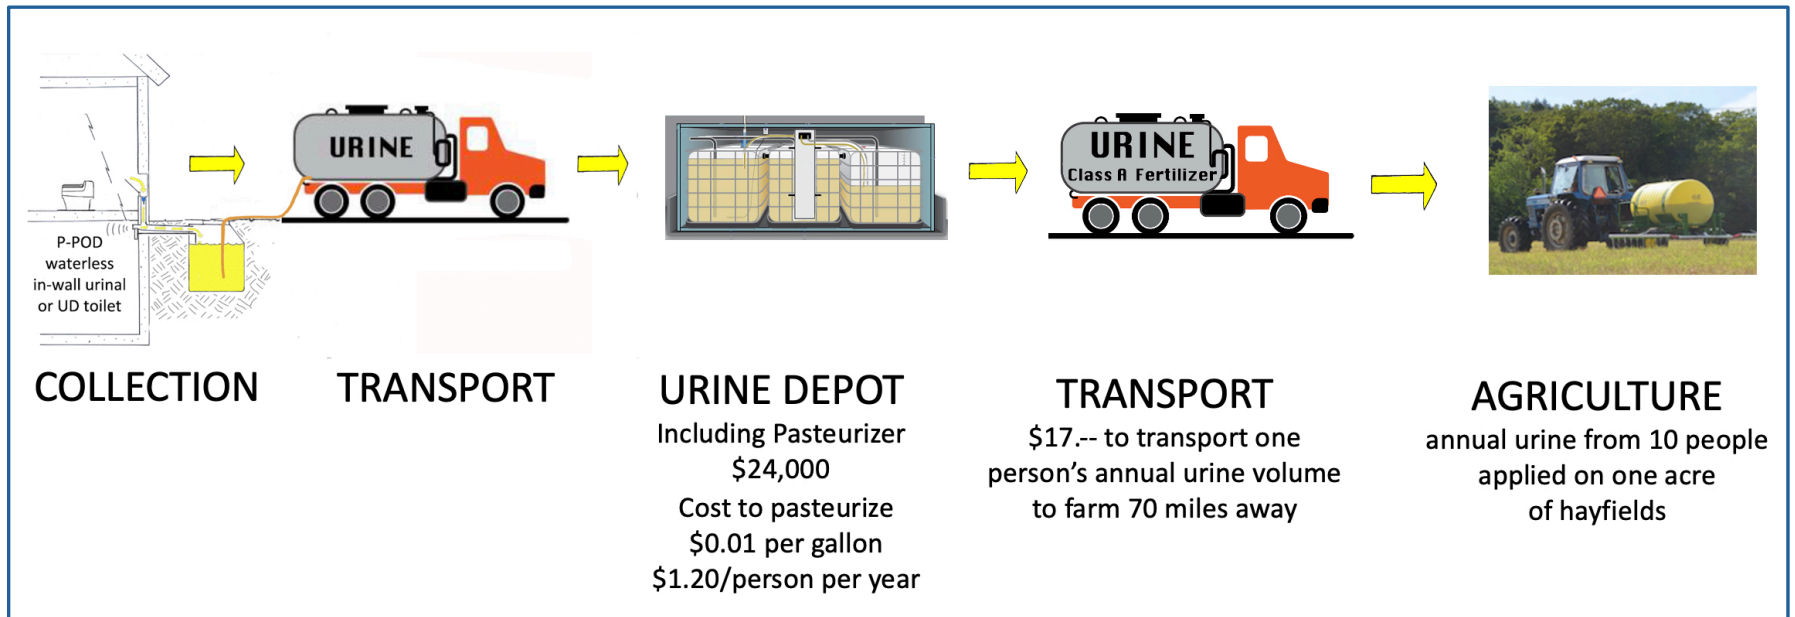 URINE
URINE
Class A Fertilizer
P-POD
waterless
in-wall urinal
or UD toilet
COLLECTION
TRANSPORT
URINE DEPOT
Including Pasteurizer
$24,000
Cost to pasteurize
$0.01 per gallon
$1.20/person per year
TRANSPORT
$17.-- to transport one
person's annual urine volume
to farm 70 miles away
AGRICULTURE
annual urine from 10 people
applied on one acre
of hayfields